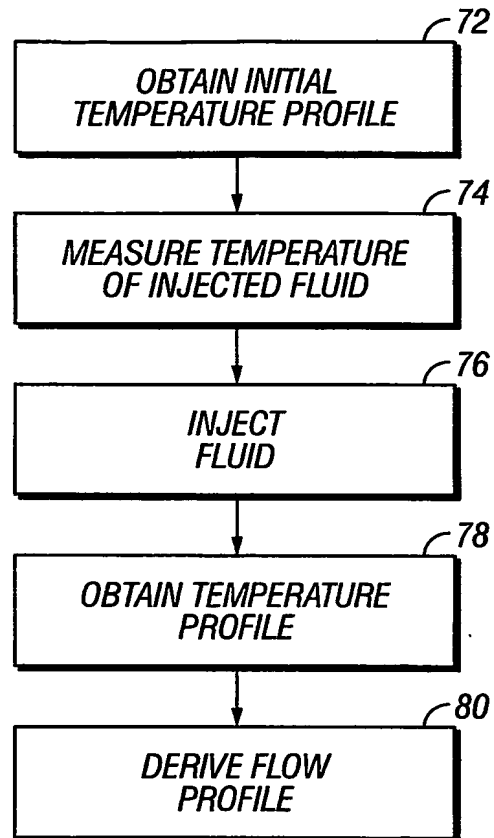 72
OBTAIN INITIAL
TEMPERATURE PROFILE
74
MEASURE TEMPERATURE
OF INJECTED FLUID
76
INJECT
FLUID
78
OBTAIN TEMPERATURE
PROFILE
80
DERIVE FLOW
PROFILE